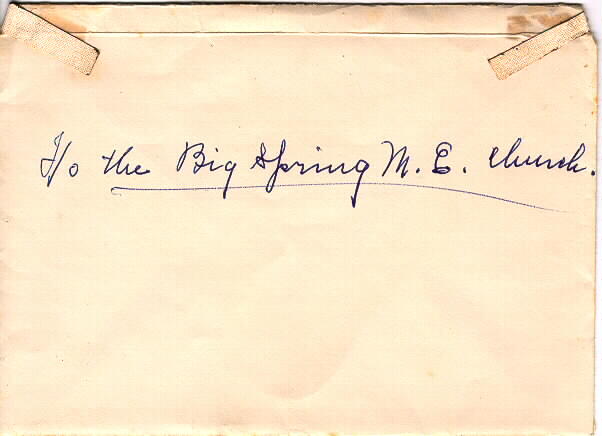 To the Big Spring M. E. Church.